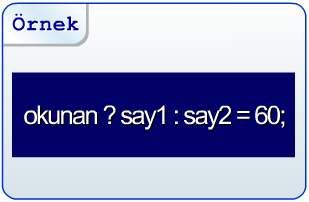 Örnek
okunan ? say1 : say2 = 60;